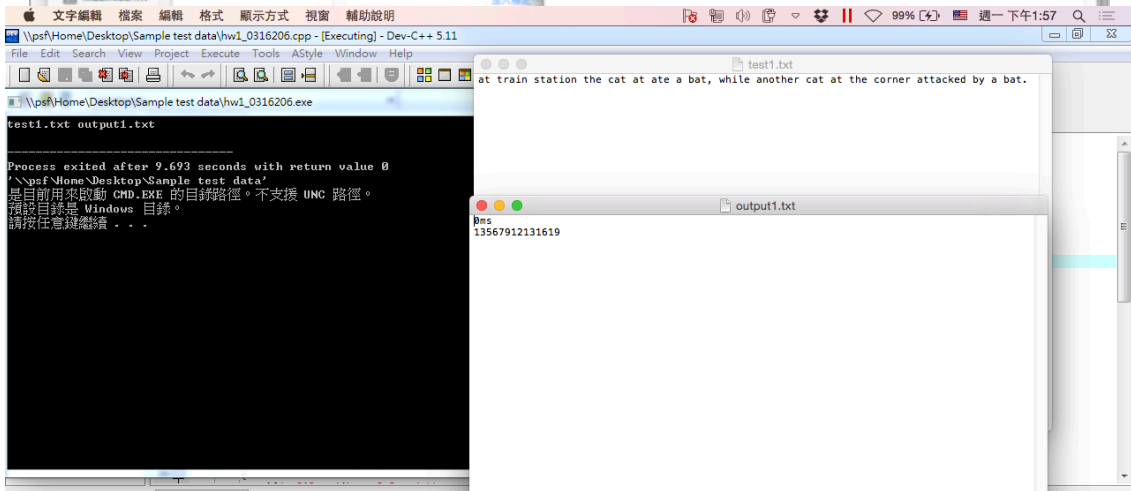 文字編輯 檔案 編輯 格式 顯示方式 視窗 輔助說明 99% 週一 下午1:57
\\psf\Home\Desktop\Sample test data\hw1_0316206.cpp - [Executing] - Dev-C++ 5.11
File Edit Search View Project Execute Tools AStyle Window Help
\\psf\Home\Desktop\Sample test data\hw1_0316206.exe
test1.txt output1.txt
--------------------------------
Process exited after 9.693 seconds with return value 0
'\\psf\Home\Desktop\Sample test data'
是目前用來啟動 CMD.EXE 的目錄路徑。不支援 UNC 路徑。
預設目錄是 Windows 目錄。
請按任意鍵繼續 . . .
test1.txt
at train station the cat at ate a bat, while another cat at the corner attacked by a bat.
output1.txt
0ms
13567912131619